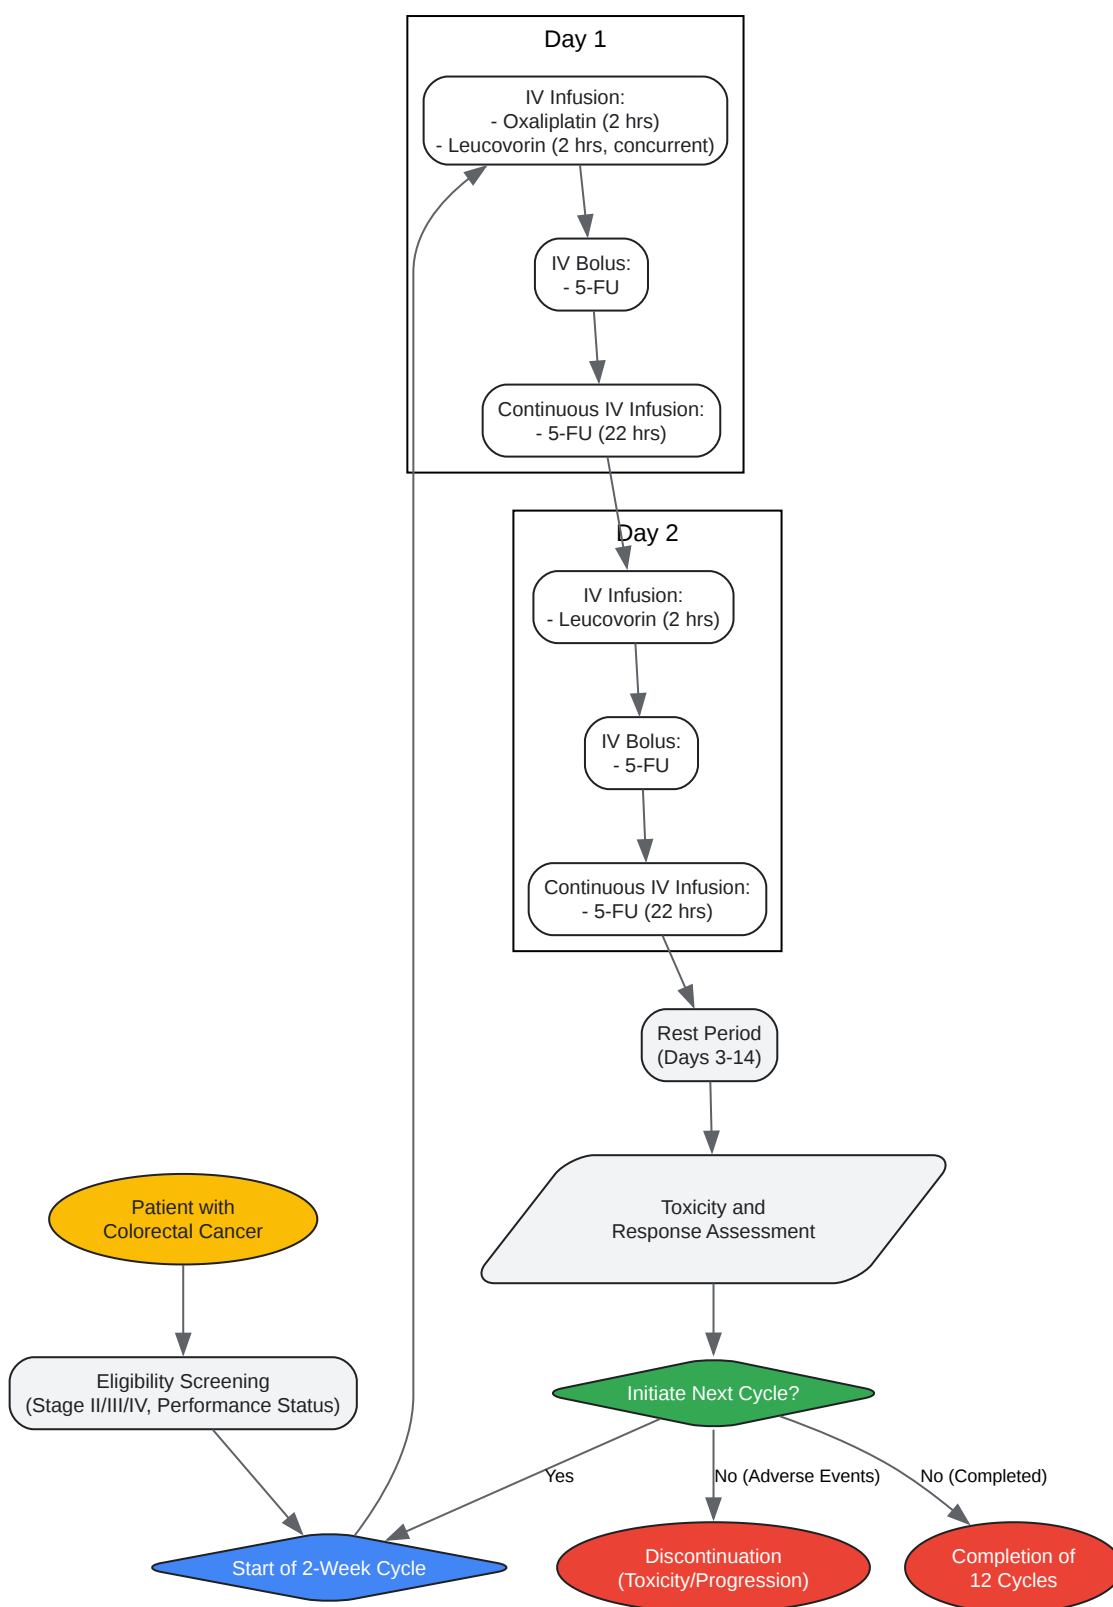 Day 1
IV Infusion:
- Oxaliplatin (2 hrs)
- Leucovorin (2 hrs, concurrent)
IV Bolus:
- 5-FU
Continuous IV Infusion:
- 5-FU (22 hrs)
Day 2
IV Infusion:
- Leucovorin (2 hrs)
IV Bolus:
- 5-FU
Continuous IV Infusion:
- 5-FU (22 hrs)
Rest Period
(Days 3-14)
Toxicity and
Response Assessment
Patient with
Colorectal Cancer
Eligibility Screening
(Stage II/III/IV, Performance Status)
Initiate Next Cycle?
Yes
No (Adverse Events)
No (Completed)
Start of 2-Week Cycle
Discontinuation
(Toxicity/Progression)
Completion of
12 Cycles